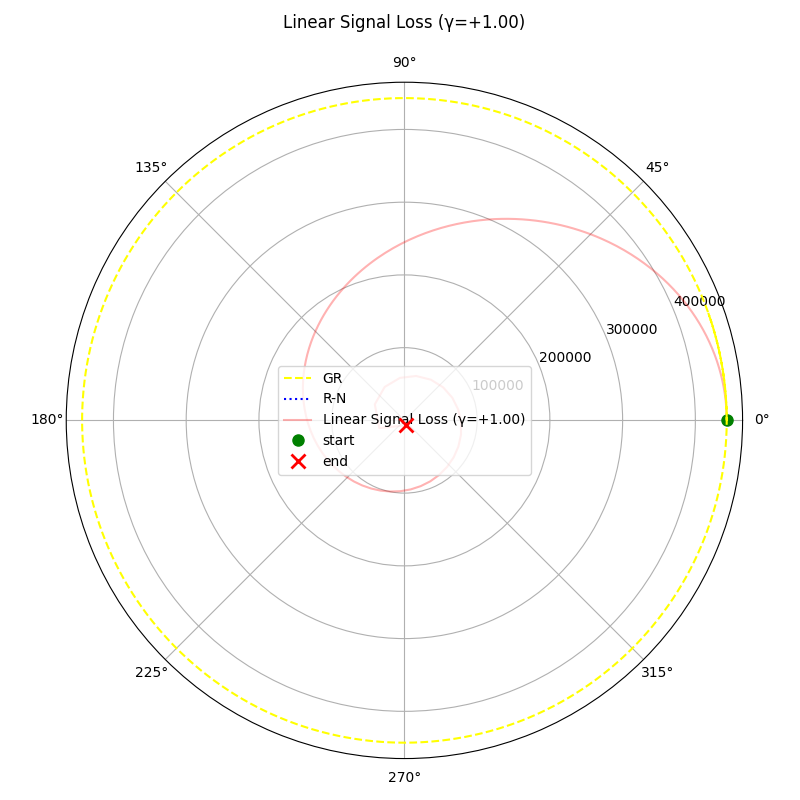 Linear Signal Loss (γ=+1.00)
90°
135°
45°
400000
300000
200000
100000
GR
R-N
Linear Signal Loss (γ=+1.00)
start
end
180°
0°
225°
315°
270°